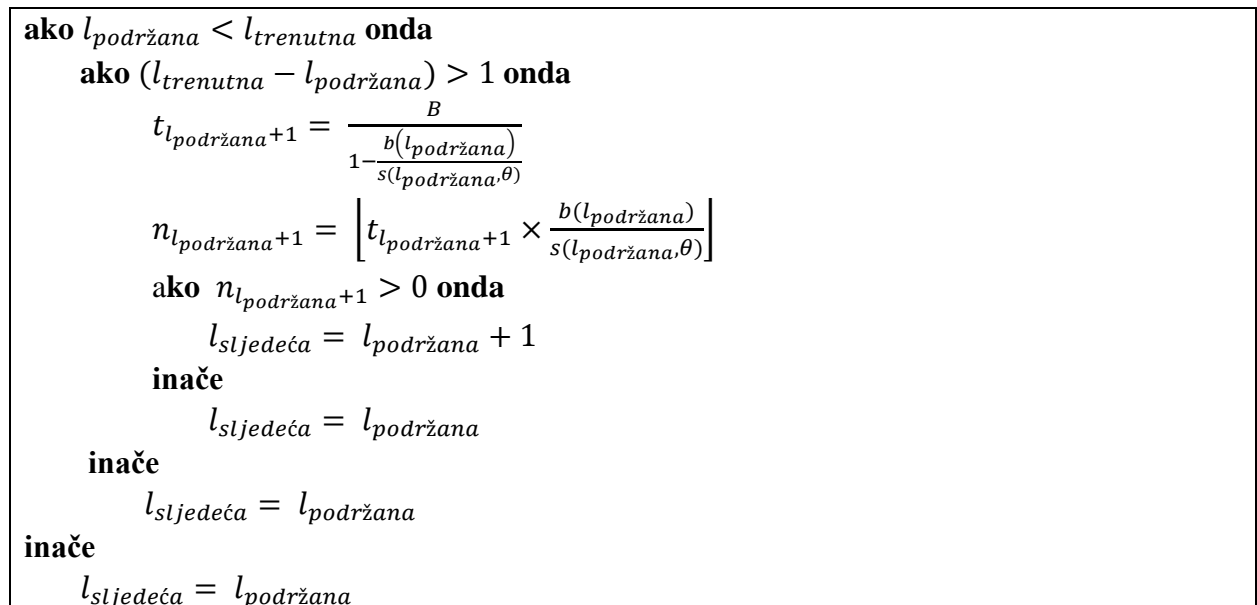 ako l_podržana < l_trenutna onda
ako (l_trenutna − l_podržana) > 1 onda
t_{l_podržana+1} = B / (1 − b(l_podržana) / s(l_podržana,θ))
n_{l_podržana+1} = ⌊t_{l_podržana+1} × b(l_podržana) / s(l_podržana,θ)⌋
ako n_{l_podržana+1} > 0 onda
l_sljedeća = l_podržana + 1
inače
l_sljedeća = l_podržana
inače
l_sljedeća = l_podržana
inače
l_sljedeća = l_podržana